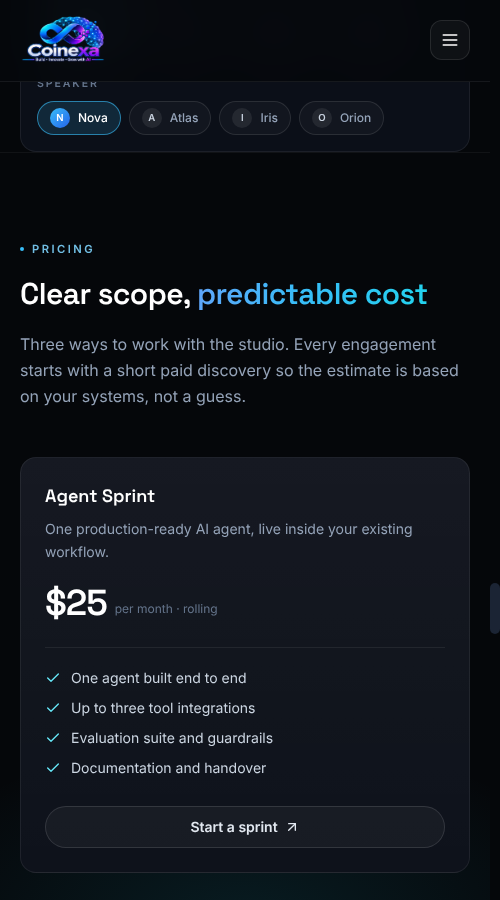 Coinexa
SPEAKER
N Nova
A Atlas
I Iris
O Orion
• PRICING
Clear scope, predictable cost
Three ways to work with the studio. Every engagement
starts with a short paid discovery so the estimate is based
on your systems, not a guess.
Agent Sprint
One production-ready AI agent, live inside your existing
workflow.
$25 per month · rolling
One agent built end to end
Up to three tool integrations
Evaluation suite and guardrails
Documentation and handover
Start a sprint